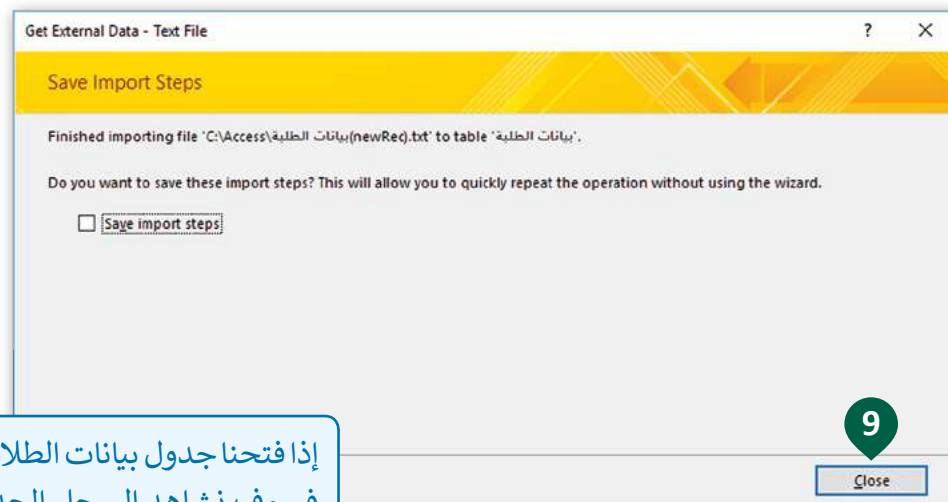 Get External Data - Text File
Save Import Steps
Finished importing file 'C:\Access\بيانات الطلبة(newRec).txt' to table 'بيانات الطلبة'.
Do you want to save these import steps? This will allow you to quickly repeat the operation without using the wizard.
Save import steps
9
Close
إذا فتحنا جدول بيانات